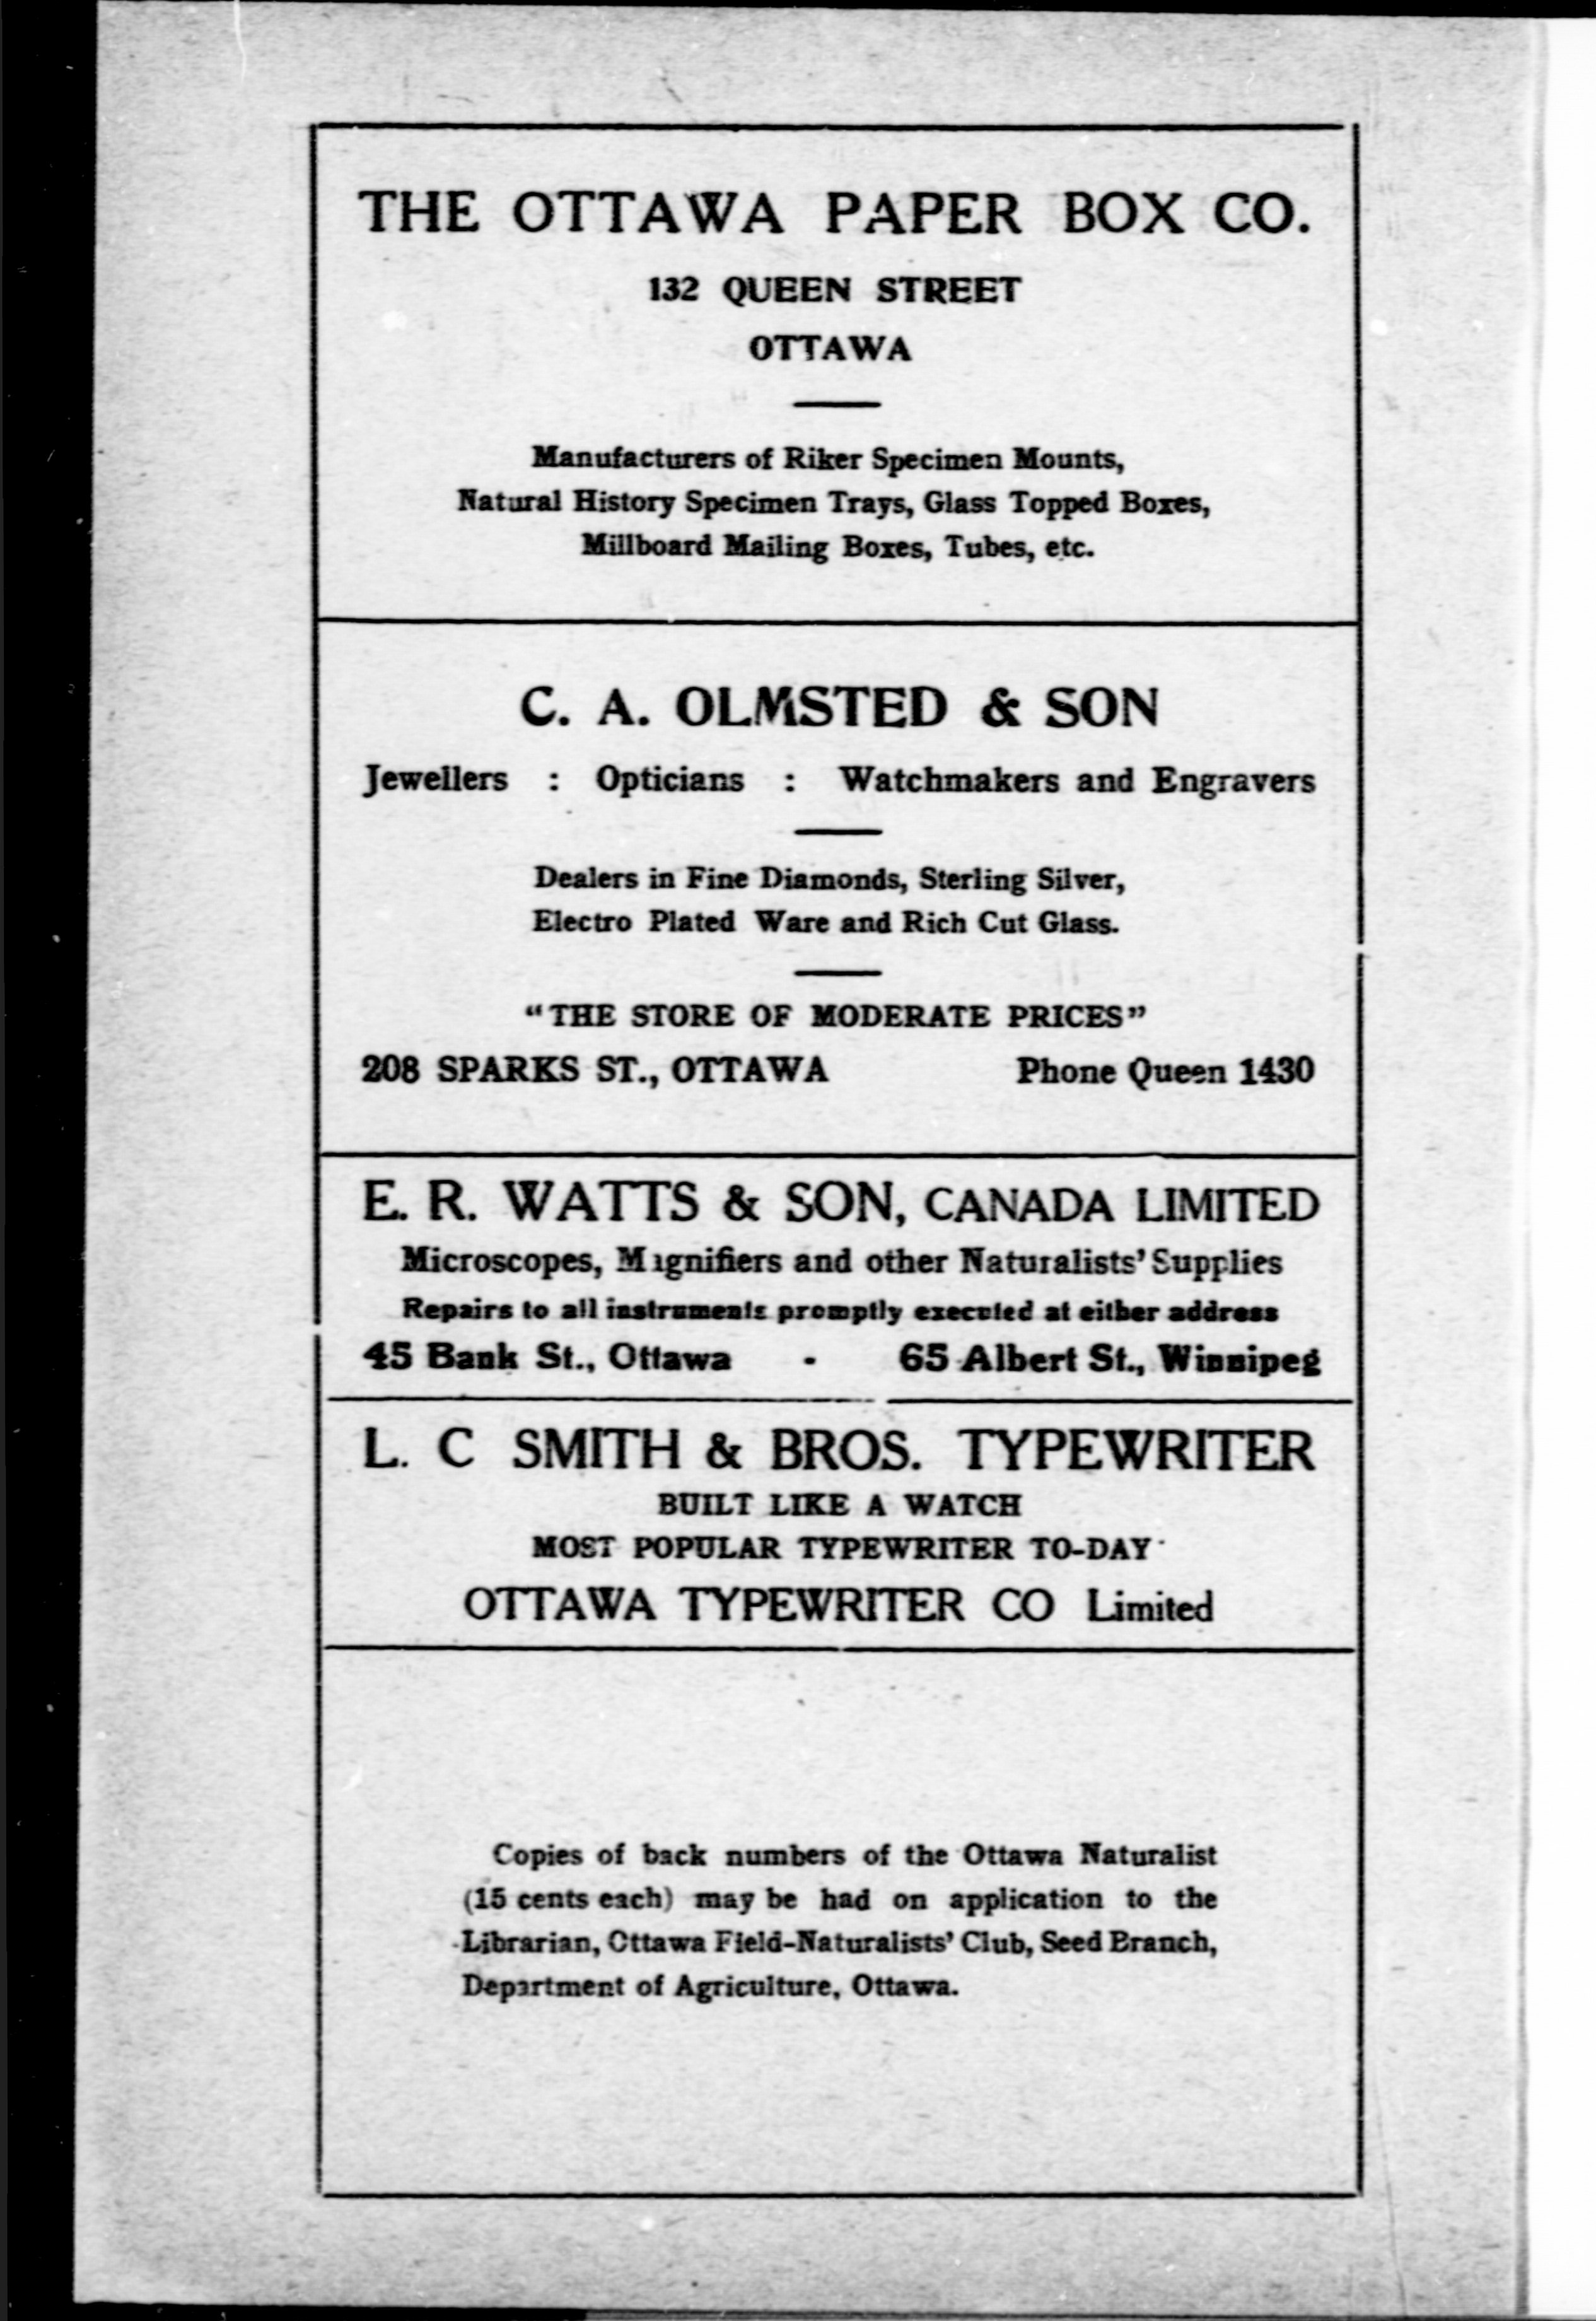 THE OTTAWA PAPER BOX CO.
132 QUEEN STREET
OTTAWA
Manufacturers of Riker Specimen Mounts,
Natural History Specimen Trays, Glass Topped Boxes,
Millboard Mailing Boxes, Tubes, etc.
C. A. OLMSTED & SON
Jewellers : Opticians : Watchmakers and Engravers
Dealers in Fine Diamonds, Sterling Silver,
Electro Plated Ware and Rich Cut Glass.
"THE STORE OF MODERATE PRICES"
208 SPARKS ST., OTTAWA Phone Queen 1430
E. R. WATTS & SON, CANADA LIMITED
Microscopes, Magnifiers and other Naturalists' Supplies
Repairs to all instruments promptly executed at either address
45 Bank St., Ottawa - 65 Albert St., Winnipeg
L. C SMITH & BROS. TYPEWRITER
BUILT LIKE A WATCH
MOST POPULAR TYPEWRITER TO-DAY
OTTAWA TYPEWRITER CO Limited
Copies of back numbers of the Ottawa Naturalist
(15 cents each) may be had on application to the
Librarian, Ottawa Field-Naturalists' Club, Seed Branch,
Department of Agriculture, Ottawa.